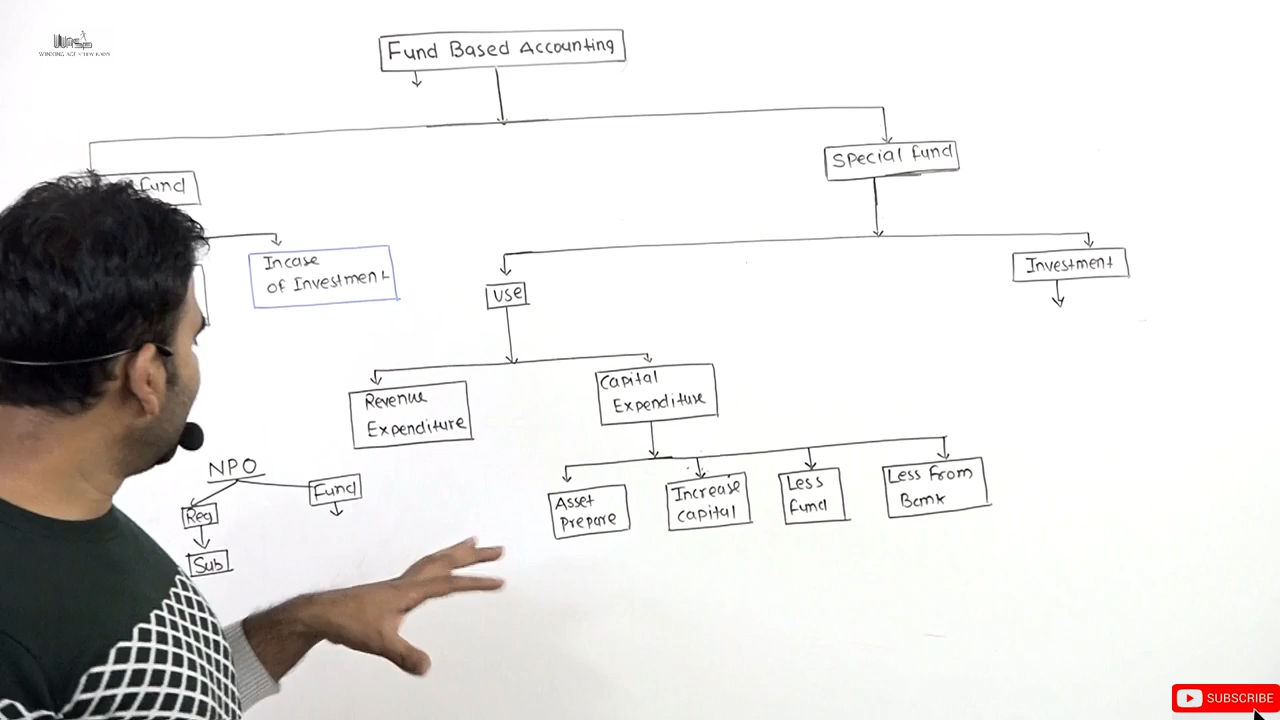 Fund Based Accounting
Special Fund
fund
Incase
of Investment
Use
Investment
Revenue
Expenditure
Capital
Expenditure
NPO
Reg
Fund
Sub
Asset
Prepare
Increase
Capital
Less
fund
Less From
Bank
SUBSCRIBE